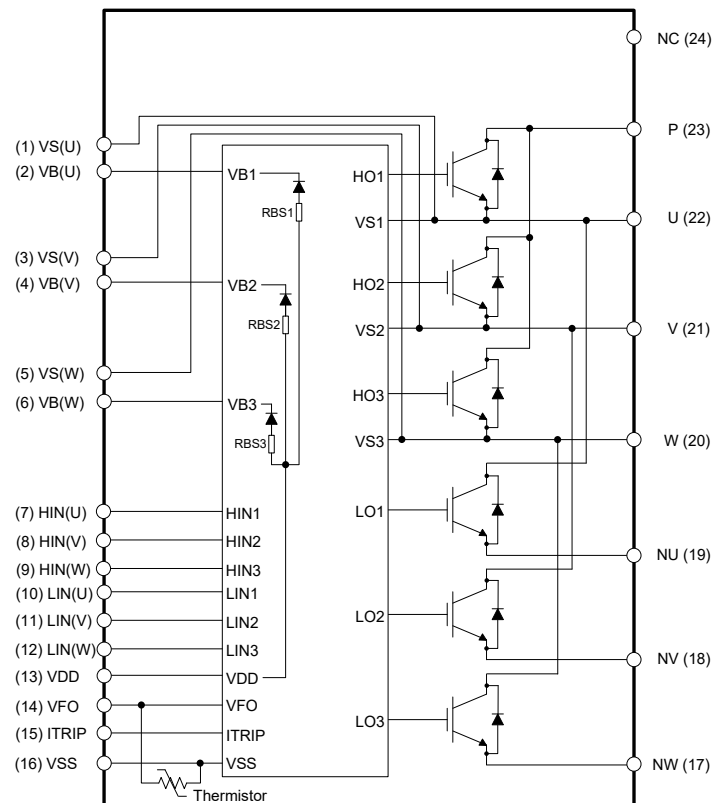 NC (24)
(1) VS(U)
(2) VB(U)
(3) VS(V)
(4) VB(V)
(5) VS(W)
(6) VB(W)
(7) HIN(U)
(8) HIN(V)
(9) HIN(W)
(10) LIN(U)
(11) LIN(V)
(12) LIN(W)
(13) VDD
(14) VFO
(15) ITRIP
(16) VSS
VB1
RBS1
VB2
RBS2
VB3
RBS3
HIN1
HIN2
HIN3
LIN1
LIN2
LIN3
VDD
VFO
ITRIP
VSS
Thermistor
HO1
VS1
HO2
VS2
HO3
VS3
LO1
LO2
LO3
P (23)
U (22)
V (21)
W (20)
NU (19)
NV (18)
NW (17)